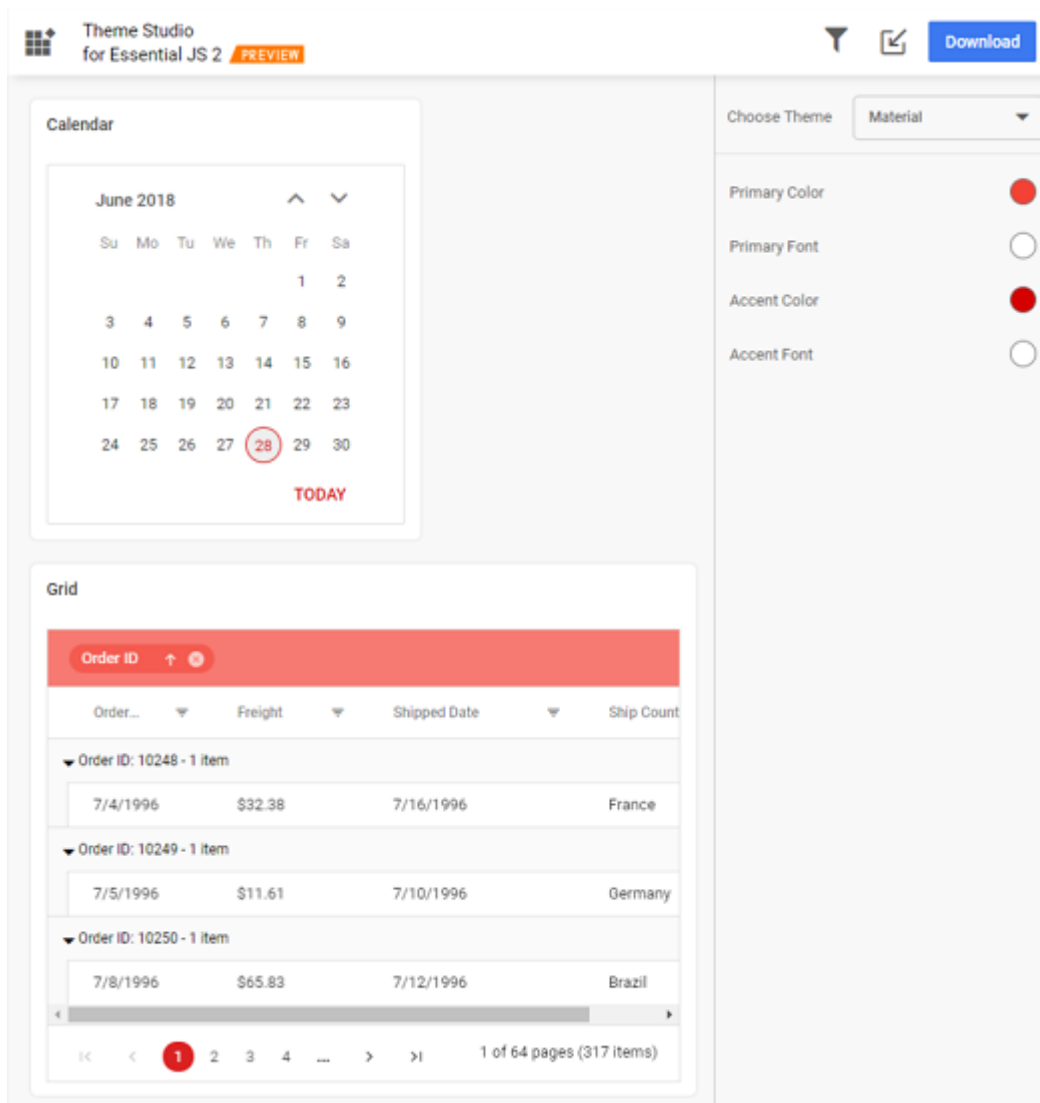 Theme Studio
for Essential JS 2 PREVIEW
Download
Calendar
June 2018
Su Mo Tu We Th Fr Sa
1 2
3 4 5 6 7 8 9
10 11 12 13 14 15 16
17 18 19 20 21 22 23
24 25 26 27 28 29 30
TODAY
Choose Theme Material
Primary Color
Primary Font
Accent Color
Accent Font
Grid
Order ID
Order... Freight Shipped Date Ship Count
Order ID: 10248 - 1 item
7/4/1996 $32.38 7/16/1996 France
Order ID: 10249 - 1 item
7/5/1996 $11.61 7/10/1996 Germany
Order ID: 10250 - 1 item
7/8/1996 $65.83 7/12/1996 Brazil
1 2 3 4 ... 1 of 64 pages (317 items)